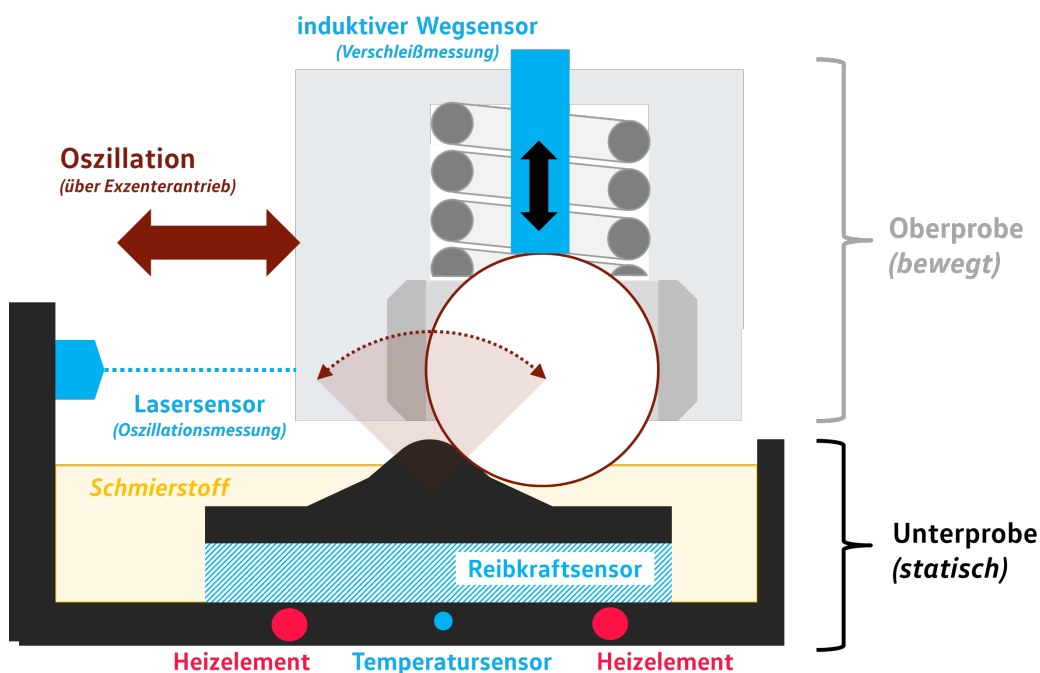 induktiver Wegsensor
(Verschleißmessung)
Oszillation
(über Exzenterantrieb)
Oberprobe
(bewegt)
Lasersensor
(Oszillationsmessung)
Schmierstoff
Unterprobe
(statisch)
Reibkraftsensor
Heizelement
Temperatursensor
Heizelement